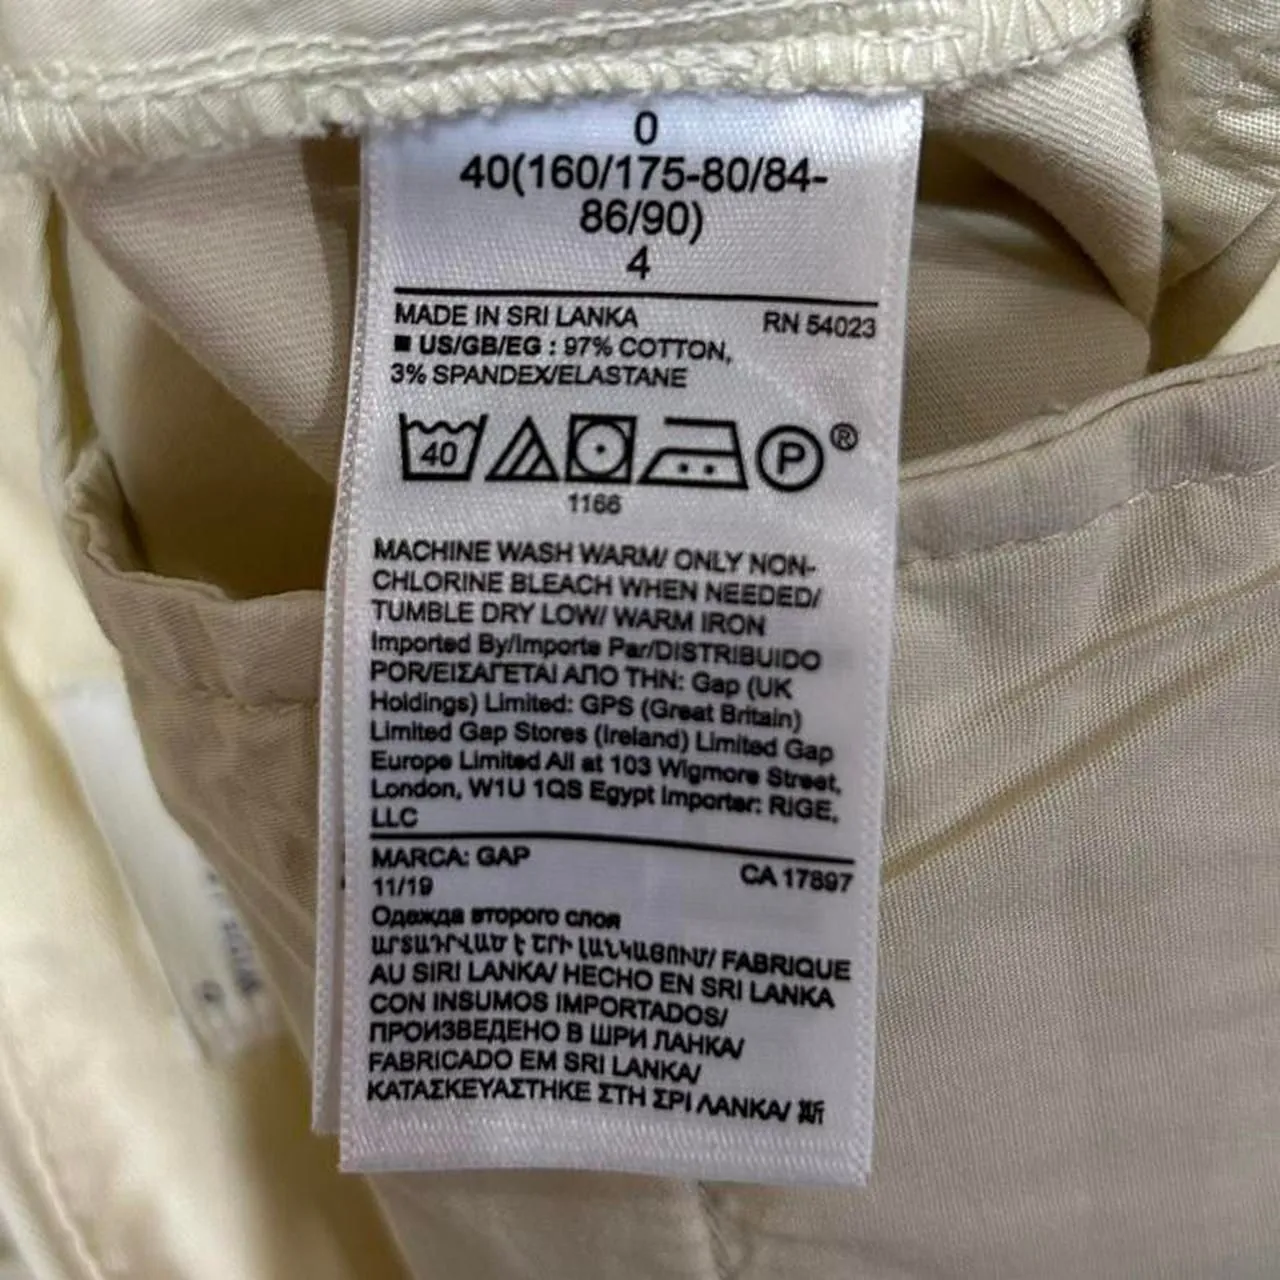 0
40(160/175-80/84-
86/90)
4
MADE IN SRI LANKA RN 54023
■ US/GB/EG : 97% COTTON,
3% SPANDEX/ELASTANE
40 P ®
1166
MACHINE WASH WARM/ ONLY NON-
CHLORINE BLEACH WHEN NEEDED/
TUMBLE DRY LOW/ WARM IRON
Imported By/Importe Par/DISTRIBUIDO
POR/ΕΙΣΑΓΕΤΑΙ ΑΠΟ ΤΗΝ: Gap (UK
Holdings) Limited: GPS (Great Britain)
Limited Gap Stores (Ireland) Limited Gap
Europe Limited All at 103 Wigmore Street,
London, W1U 1QS Egypt Importer: RIGE,
LLC
MARCA: GAP CA 17897
11/19
Одежда второго слоя
ԱՐՏԱԴՐՎԱԾ Է ՇՐԻ ԼԱՆԿԱՅՈՒՄ/ FABRIQUE
AU SIRI LANKA/ HECHO EN SRI LANKA
CON INSUMOS IMPORTADOS/
ПРОИЗВЕДЕНО В ШРИ ЛАНКА/
FABRICADO EM SRI LANKA/
ΚΑΤΑΣΚΕΥΑΣΤΗΚΕ ΣΤΗ ΣΡΙ ΛΑΝΚΑ/ 斯